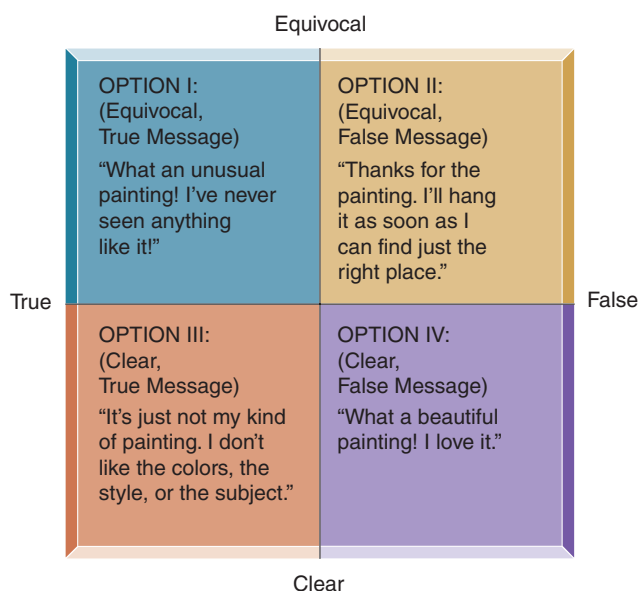 Equivocal
OPTION I:
(Equivocal,
True Message)
“What an unusual
painting! I’ve never
seen anything
like it!”
OPTION II:
(Equivocal,
False Message)
“Thanks for the
painting. I’ll hang
it as soon as I
can find just the
right place.”
True
False
OPTION III:
(Clear,
True Message)
“It’s just not my kind
of painting. I don’t
like the colors, the
style, or the subject.”
OPTION IV:
(Clear,
False Message)
“What a beautiful
painting! I love it.”
Clear